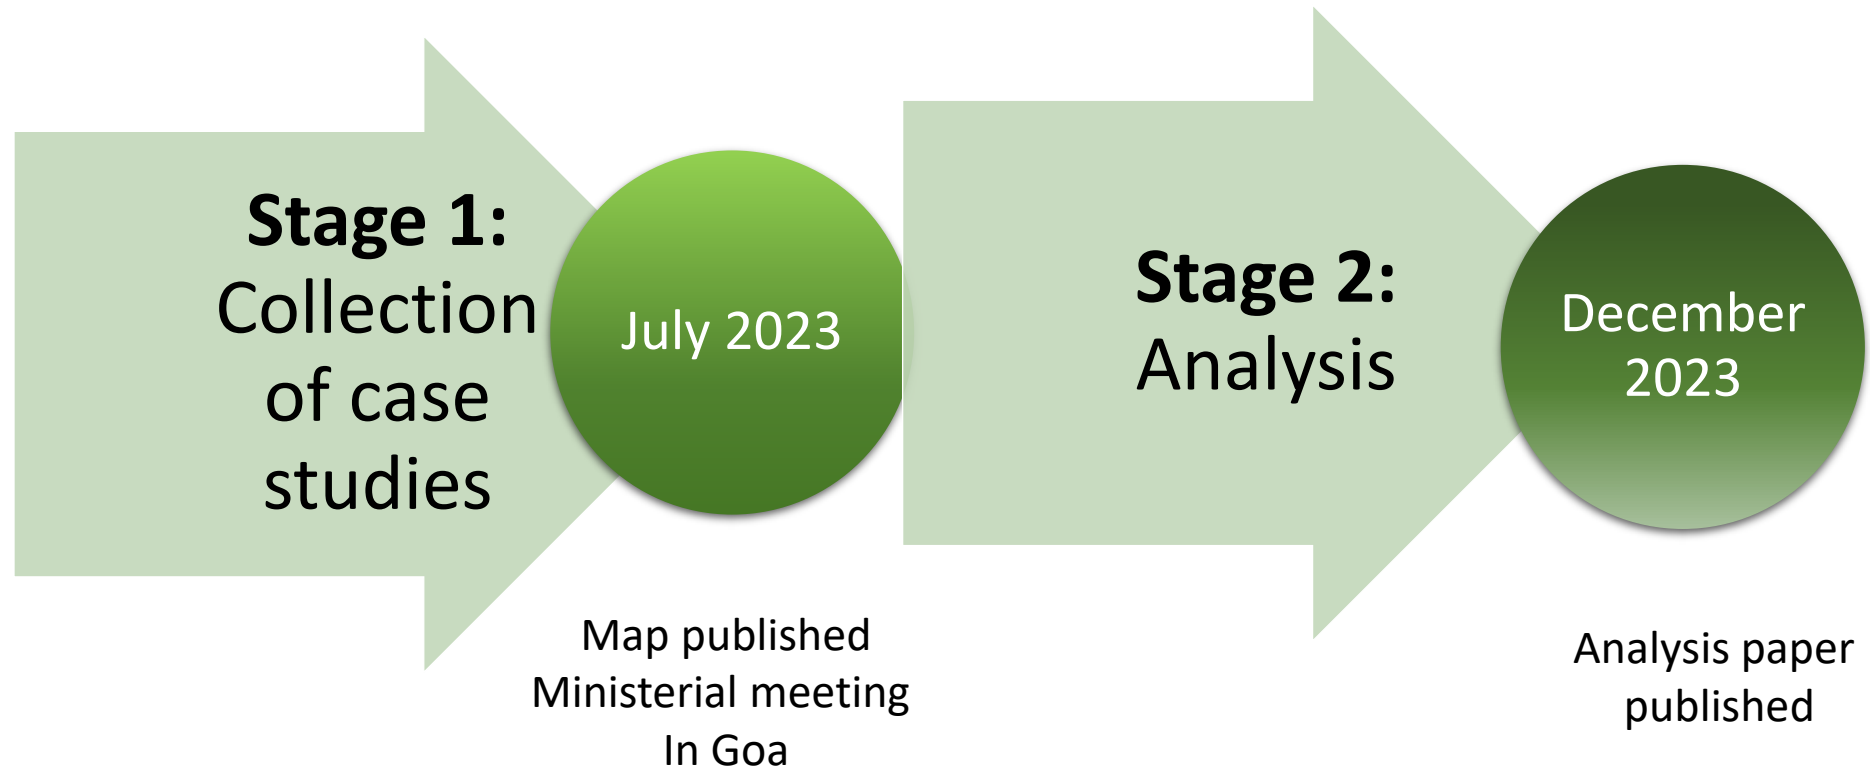 Stage 1:
Collection
of case
studies
July 2023
Map published
Ministerial meeting
In Goa
Stage 2:
Analysis
December
2023
Analysis paper
published